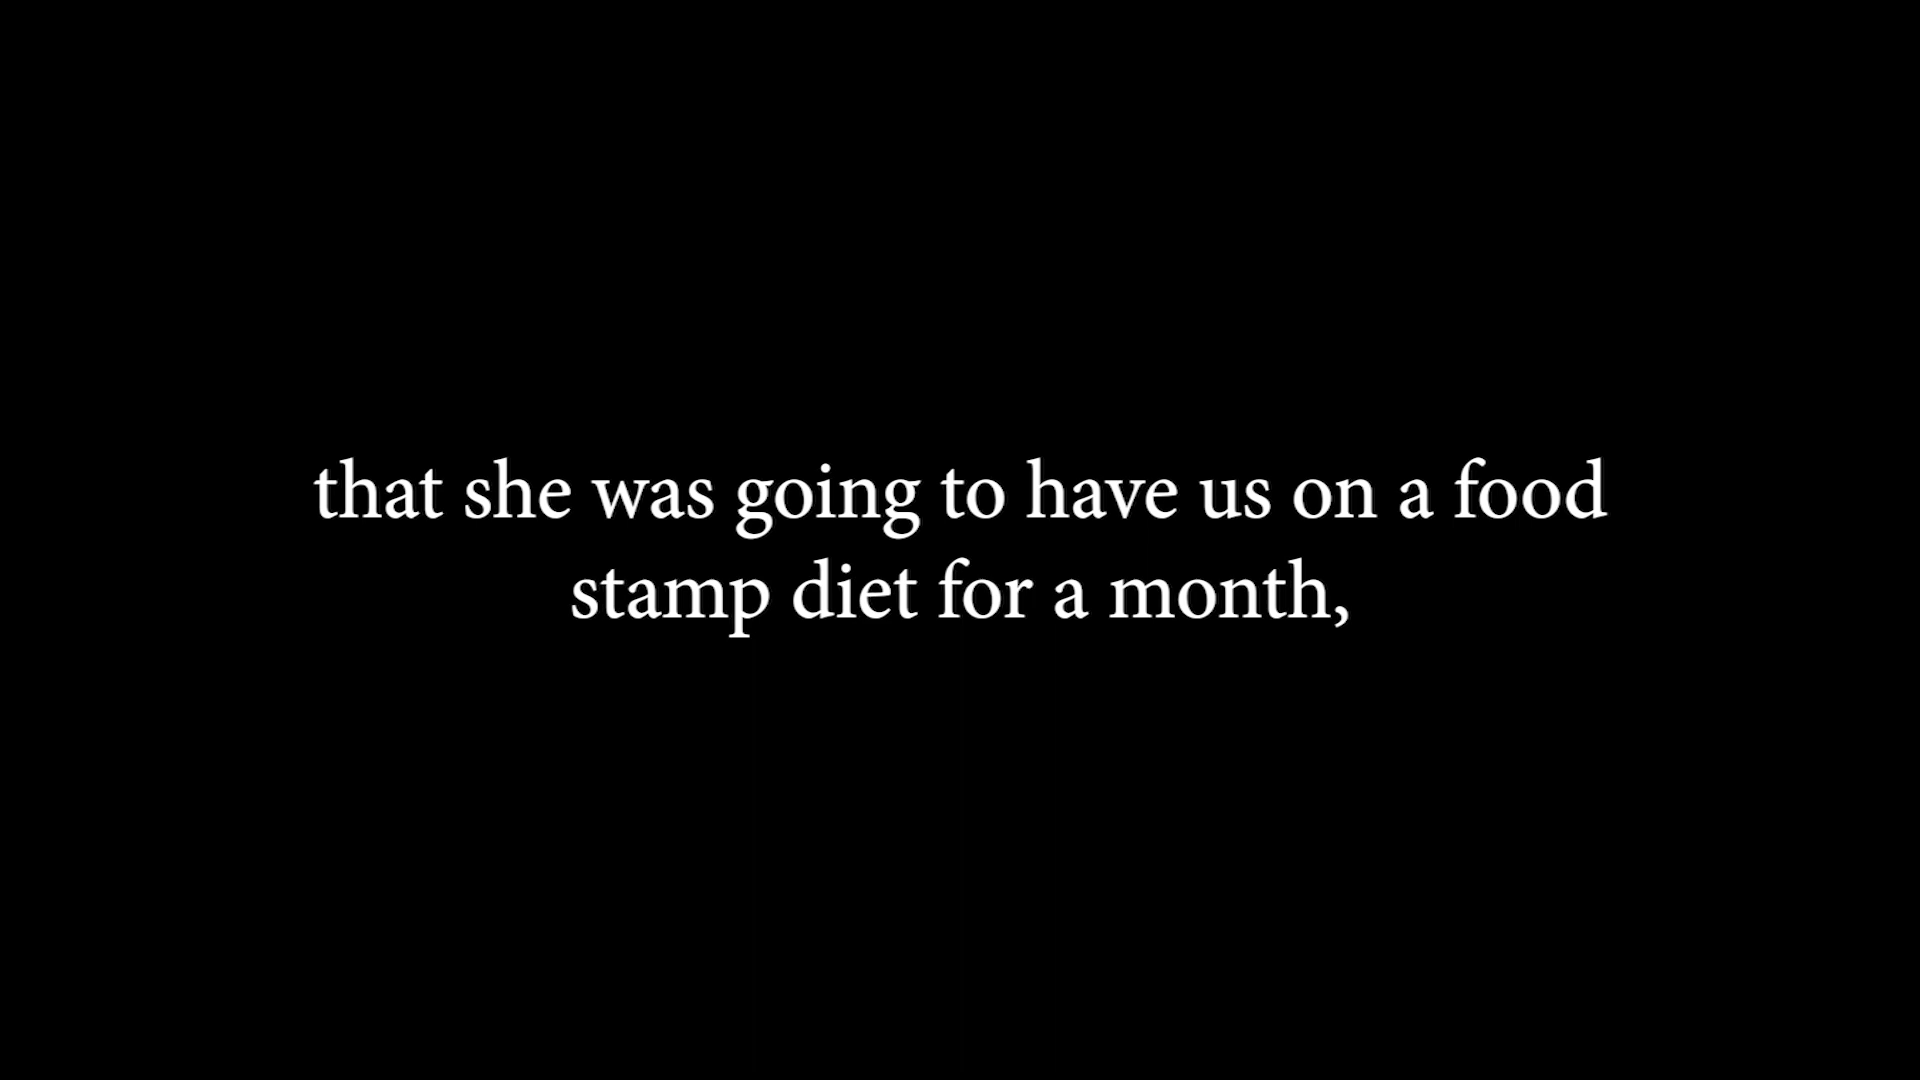 that she was going to have us on a food
stamp diet for a month,